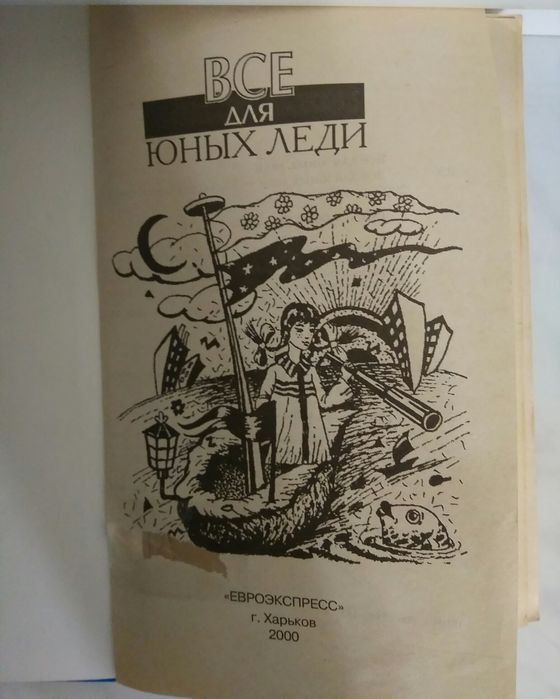 ВСЕ
ДЛЯ
ЮНЫХ ЛЕДИ
«ЕВРОЭКСПРЕСС»
г. Харьков
2000